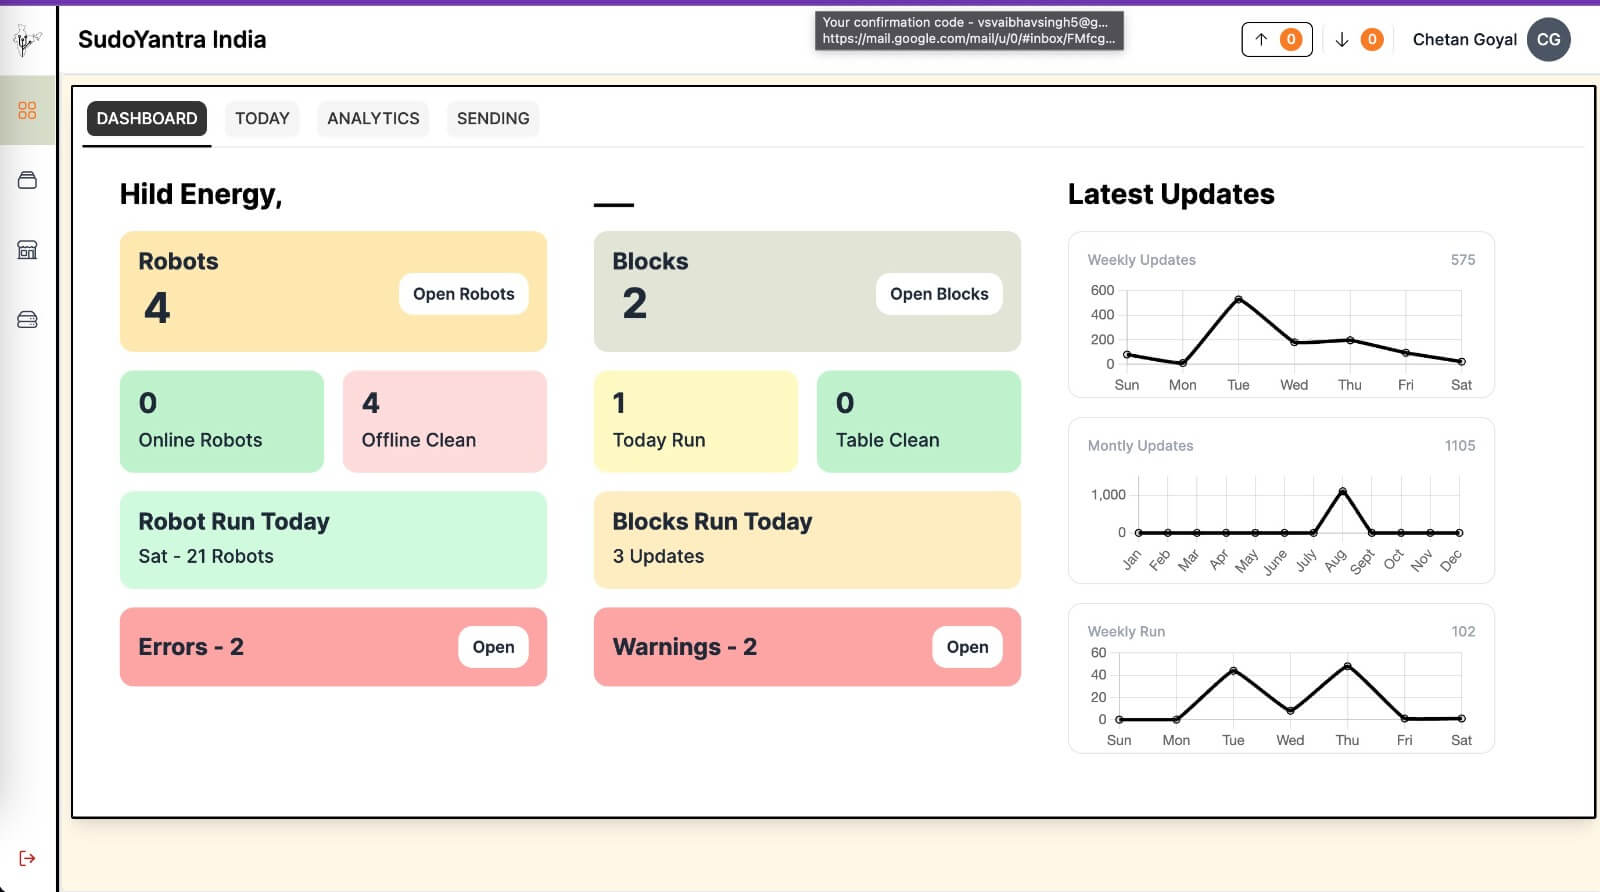 SudoYantra India
Your confirmation code - vsvaibhavsingh5@g...
https://mail.google.com/mail/u/0/#inbox/FMfcg...
0
0
Chetan Goyal
CG
DASHBOARD
TODAY
ANALYTICS
SENDING
Hild Energy,
Robots
4
Open Robots
0
Online Robots
4
Offline Clean
Robot Run Today
Sat - 21 Robots
Errors - 2
Open
Blocks
2
Open Blocks
1
Today Run
0
Table Clean
Blocks Run Today
3 Updates
Warnings - 2
Open
Latest Updates
Weekly Updates 575
600
400
200
0
Sun Mon Tue Wed Thu Fri Sat
Montly Updates 1105
1,000
0
Jan Feb Mar Apr May June July Aug Sept Oct Nov Dec
Weekly Run 102
60
40
20
0
Sun Mon Tue Wed Thu Fri Sat